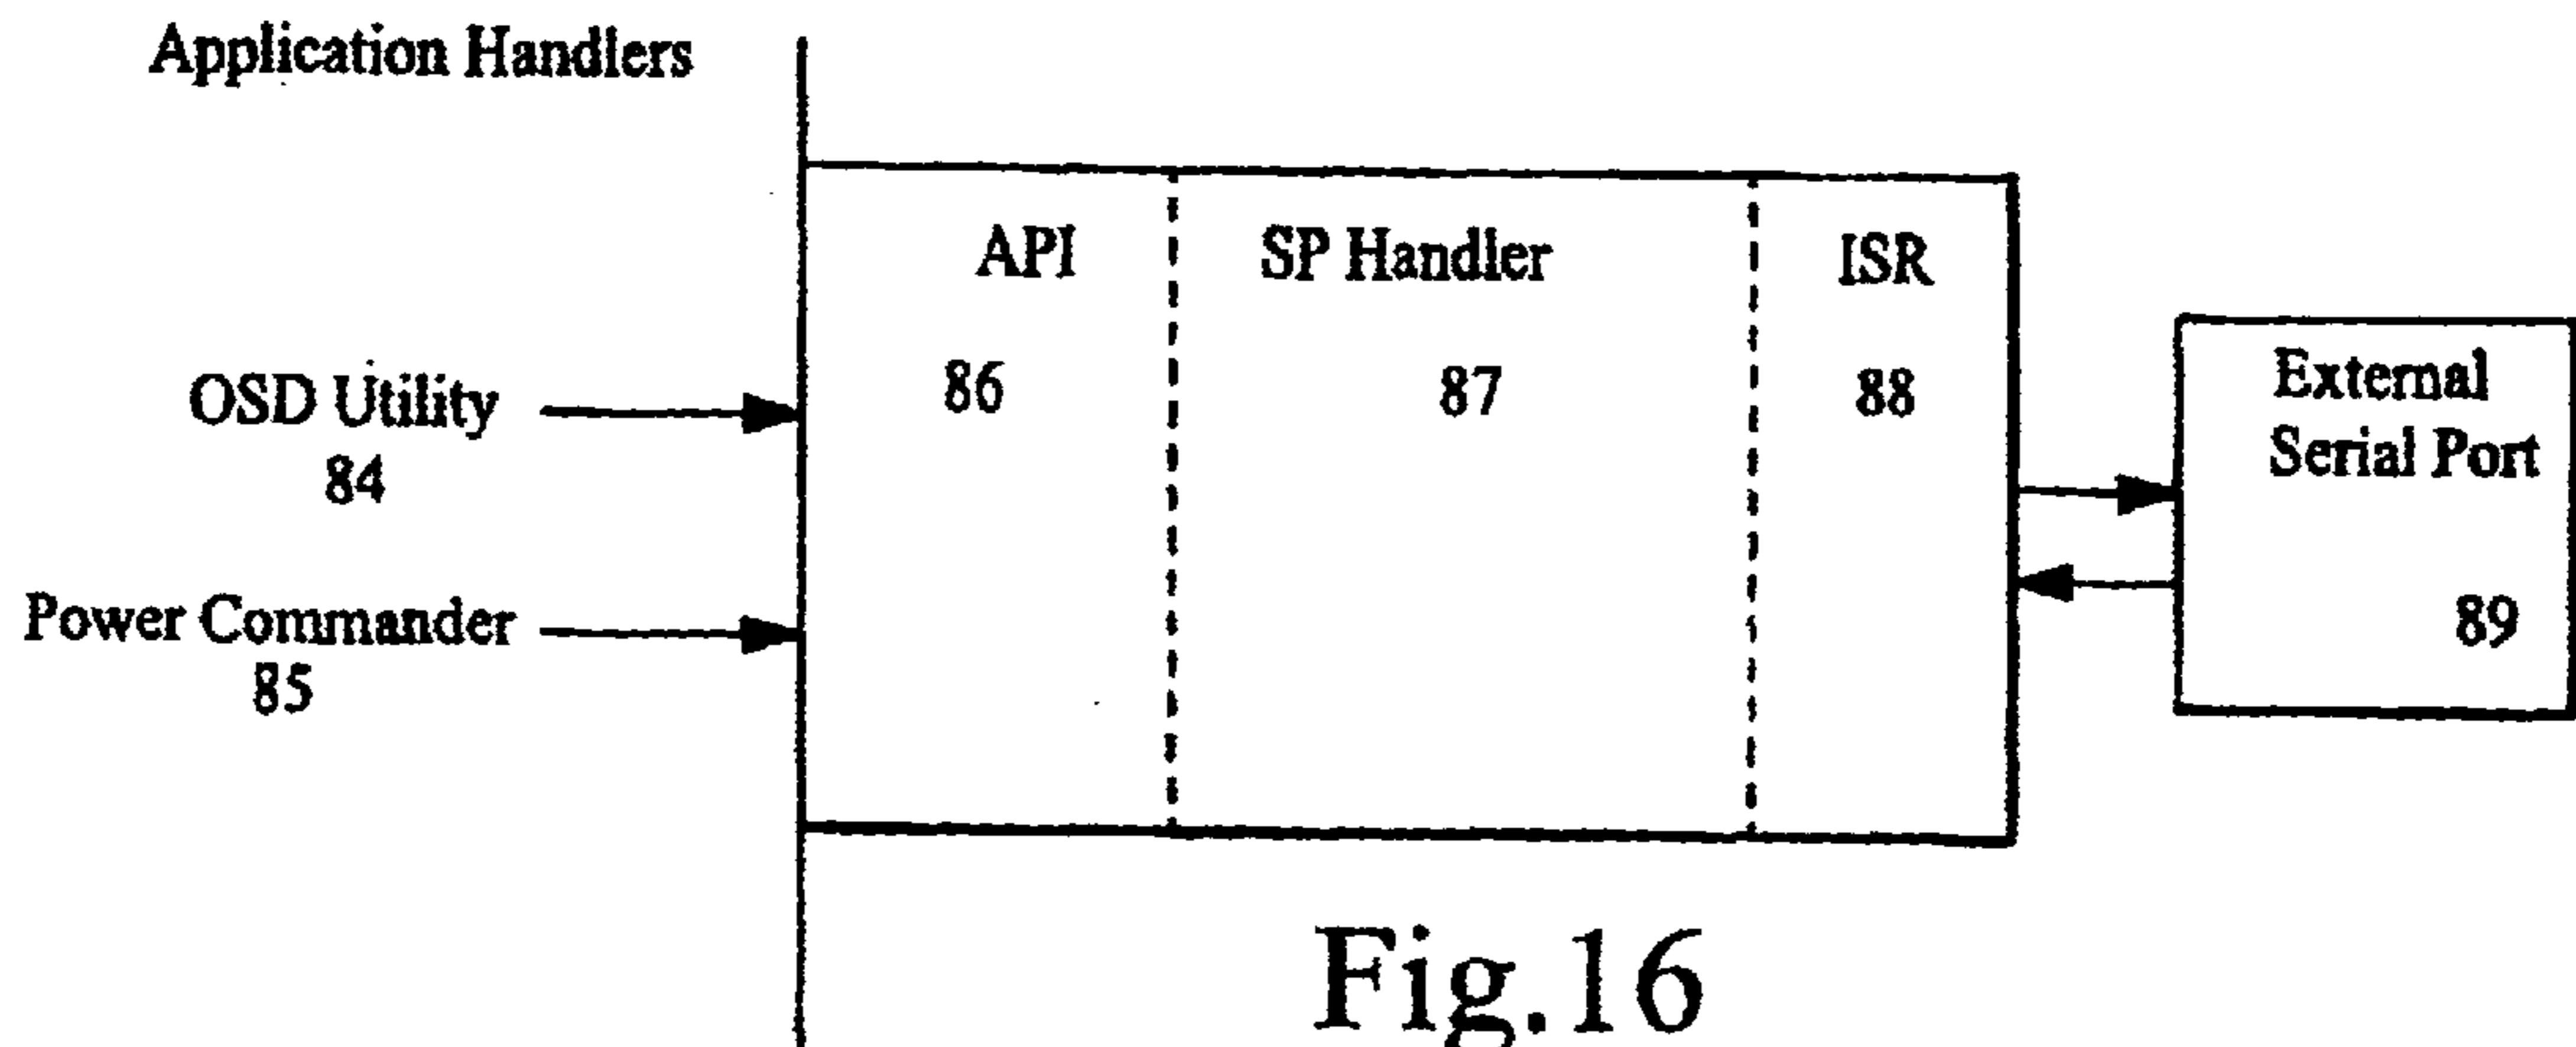 Application Handlers
API
SP Handler
ISR
86
87
88
OSD Utility
84
Power Commander
85
External
Serial Port
89
Fig.16